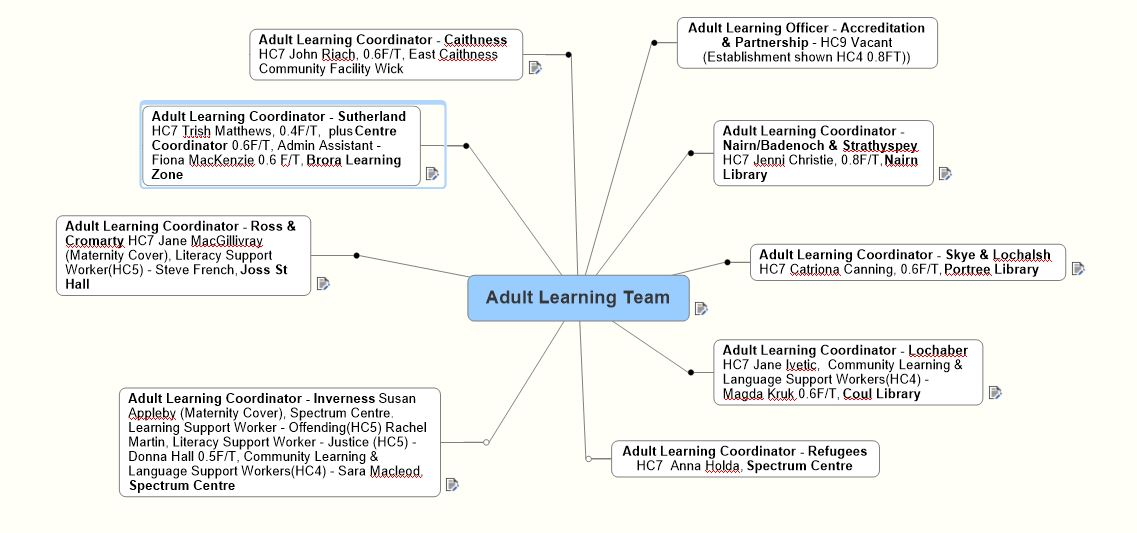 Adult Learning Coordinator - Caithness
HC7 John Riach, 0.6F/T, East Caithness
Community Facility Wick
Adult Learning Officer - Accreditation
& Partnership - HC9 Vacant
(Establishment shown HC4 0.8FT))
Adult Learning Coordinator - Sutherland
HC7 Trish Matthews, 0.4F/T, plus Centre
Coordinator 0.6F/T, Admin Assistant -
Fiona MacKenzie 0.6 F/T, Brora Learning
Zone
Adult Learning Coordinator -
Nairn/Badenoch & Strathyspey
HC7 Jenni Christie, 0.8F/T, Nairn
Library
Adult Learning Coordinator - Ross &
Cromarty HC7 Jane MacGillivray
(Maternity Cover), Literacy Support
Worker(HC5) - Steve French, Joss St
Hall
Adult Learning Coordinator - Skye & Lochalsh
HC7 Catriona Canning, 0.6F/T, Portree Library
Adult Learning Team
Adult Learning Coordinator - Lochaber
HC7 Jane Ivetic, Community Learning &
Language Support Workers(HC4) -
Magda Kruk 0.6F/T, Coul Library
Adult Learning Coordinator - Inverness Susan
Appleby (Maternity Cover), Spectrum Centre.
Learning Support Worker - Offending(HC5) Rachel
Martin, Literacy Support Worker - Justice (HC5) -
Donna Hall 0.5F/T, Community Learning &
Language Support Workers(HC4) - Sara Macleod,
Spectrum Centre
Adult Learning Coordinator - Refugees
HC7 Anna Holda, Spectrum Centre